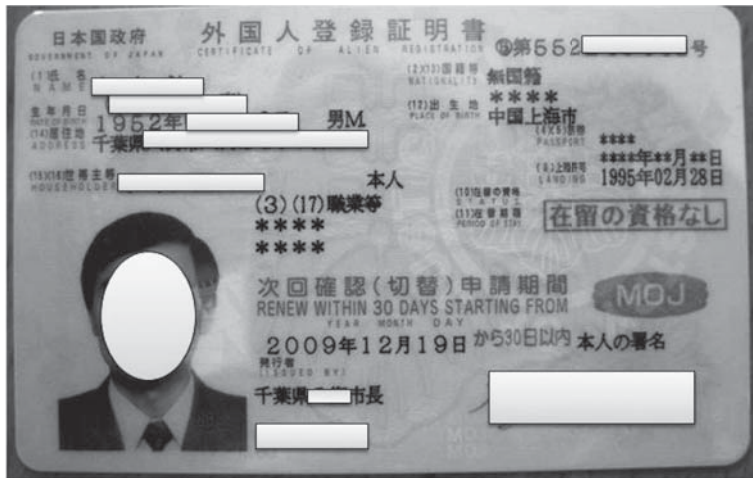 日本国政府 外国人登録証明書
GOVERNMENT OF JAPAN CERTIFICATE OF ALIEN REGISTRATION 第552 号
(1)氏名
NAME
(2)(13)国籍等 無国籍
NATIONALITY ****
生年月日 1952年 男M.
DATE OF BIRTH
(12)出生地 中国上海市
PLACE OF BIRTH
(14)居住地 千葉県
ADDRESS
PASSPORT ****
****年**月**日
(15)(16)世帯主等 本人
HOUSEHOLDER
(8)上陸許可 1995年02月28日
LANDING
(3)(17)職業等
****
****
(10)在留の資格
STATUS
(11)在留期間
PERIOD OF STAY
在留の資格なし
次回確認(切替)申請期間
RENEW WITHIN 30 DAYS STARTING FROM
YEAR MONTH DAY
2009年12月19日から30日以内
MOJ
本人の署名
発行者
(ISSUED BY)
千葉県 市長